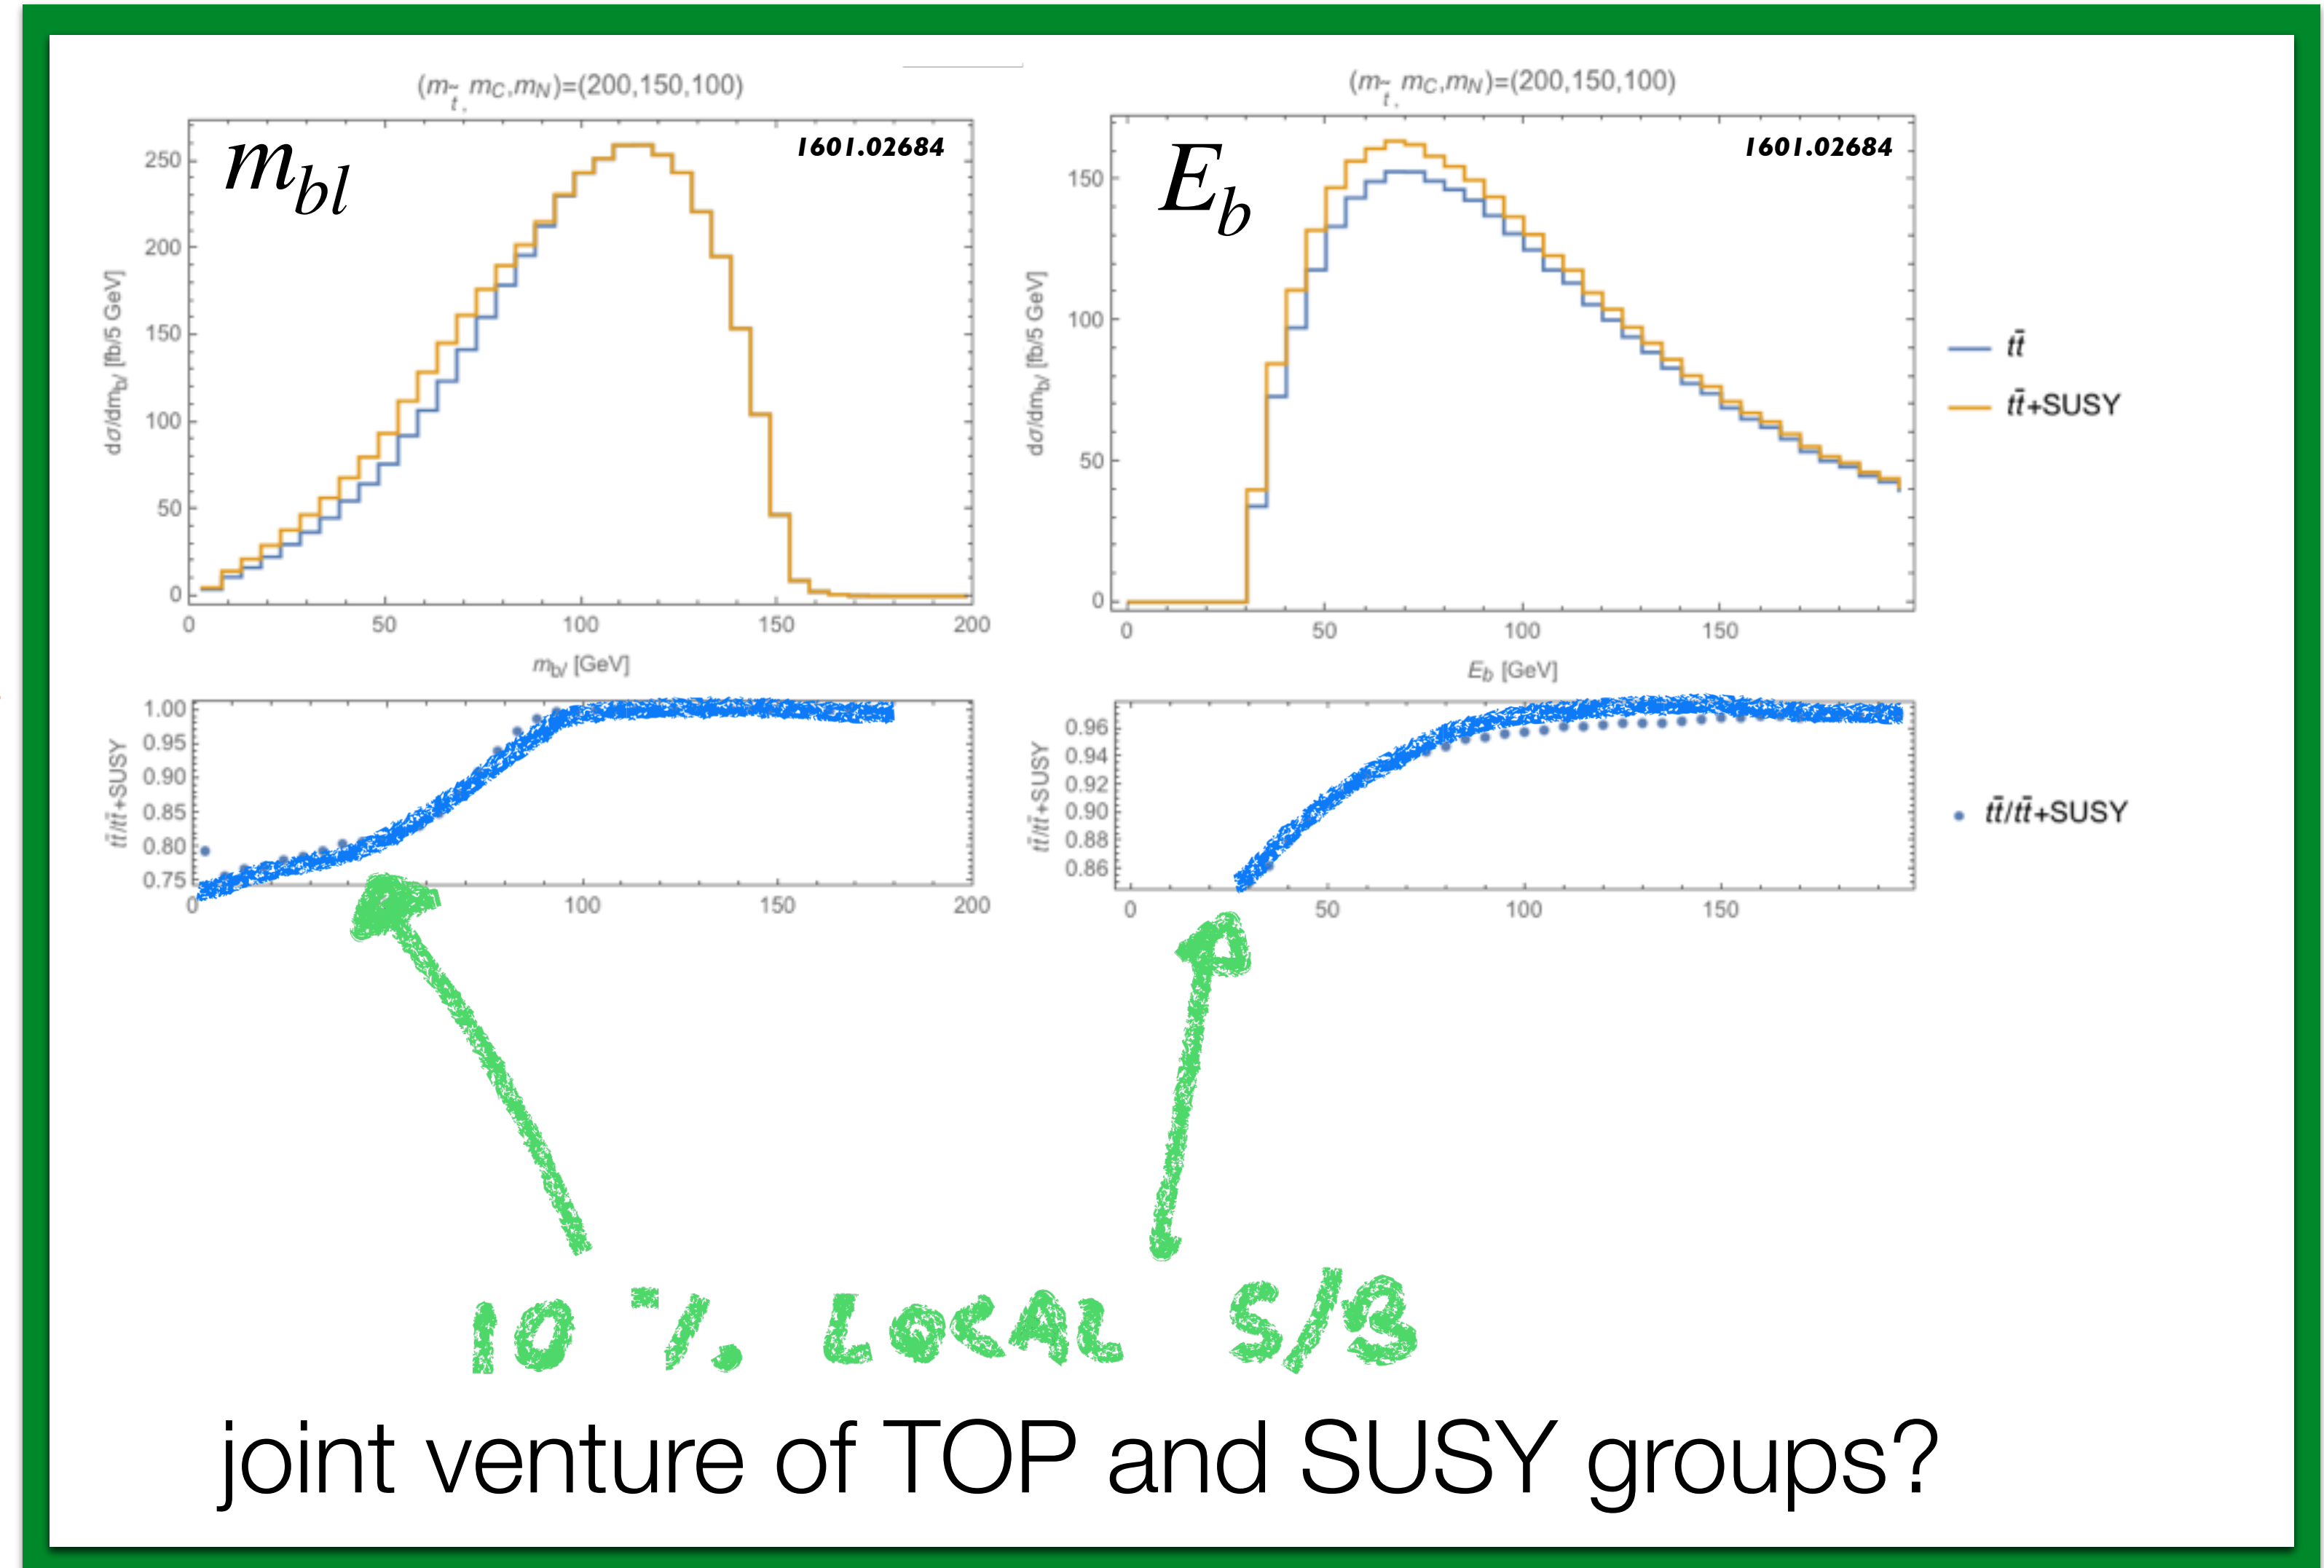 (m_t̃, m_C,m_N)=(200,150,100)
m_bl
1601.02684
dσ/dm_bl [fb/5 GeV]
250
200
150
100
50
0
0 50 100 150 200
m_bl [GeV]
tt̄/tt̄+SUSY
1.00
0.95
0.90
0.85
0.80
0.75
0 100 150 200
(m_t̃, m_C,m_N)=(200,150,100)
E_b
1601.02684
dσ/dm_bl [fb/5 GeV]
150
100
50
0
0 50 100 150
E_b [GeV]
tt̄
tt̄+SUSY
tt̄/tt̄+SUSY
0.96
0.94
0.92
0.90
0.88
0.86
0 50 100 150
tt̄/tt̄+SUSY
10 % LOCAL S/B
joint venture of TOP and SUSY groups?